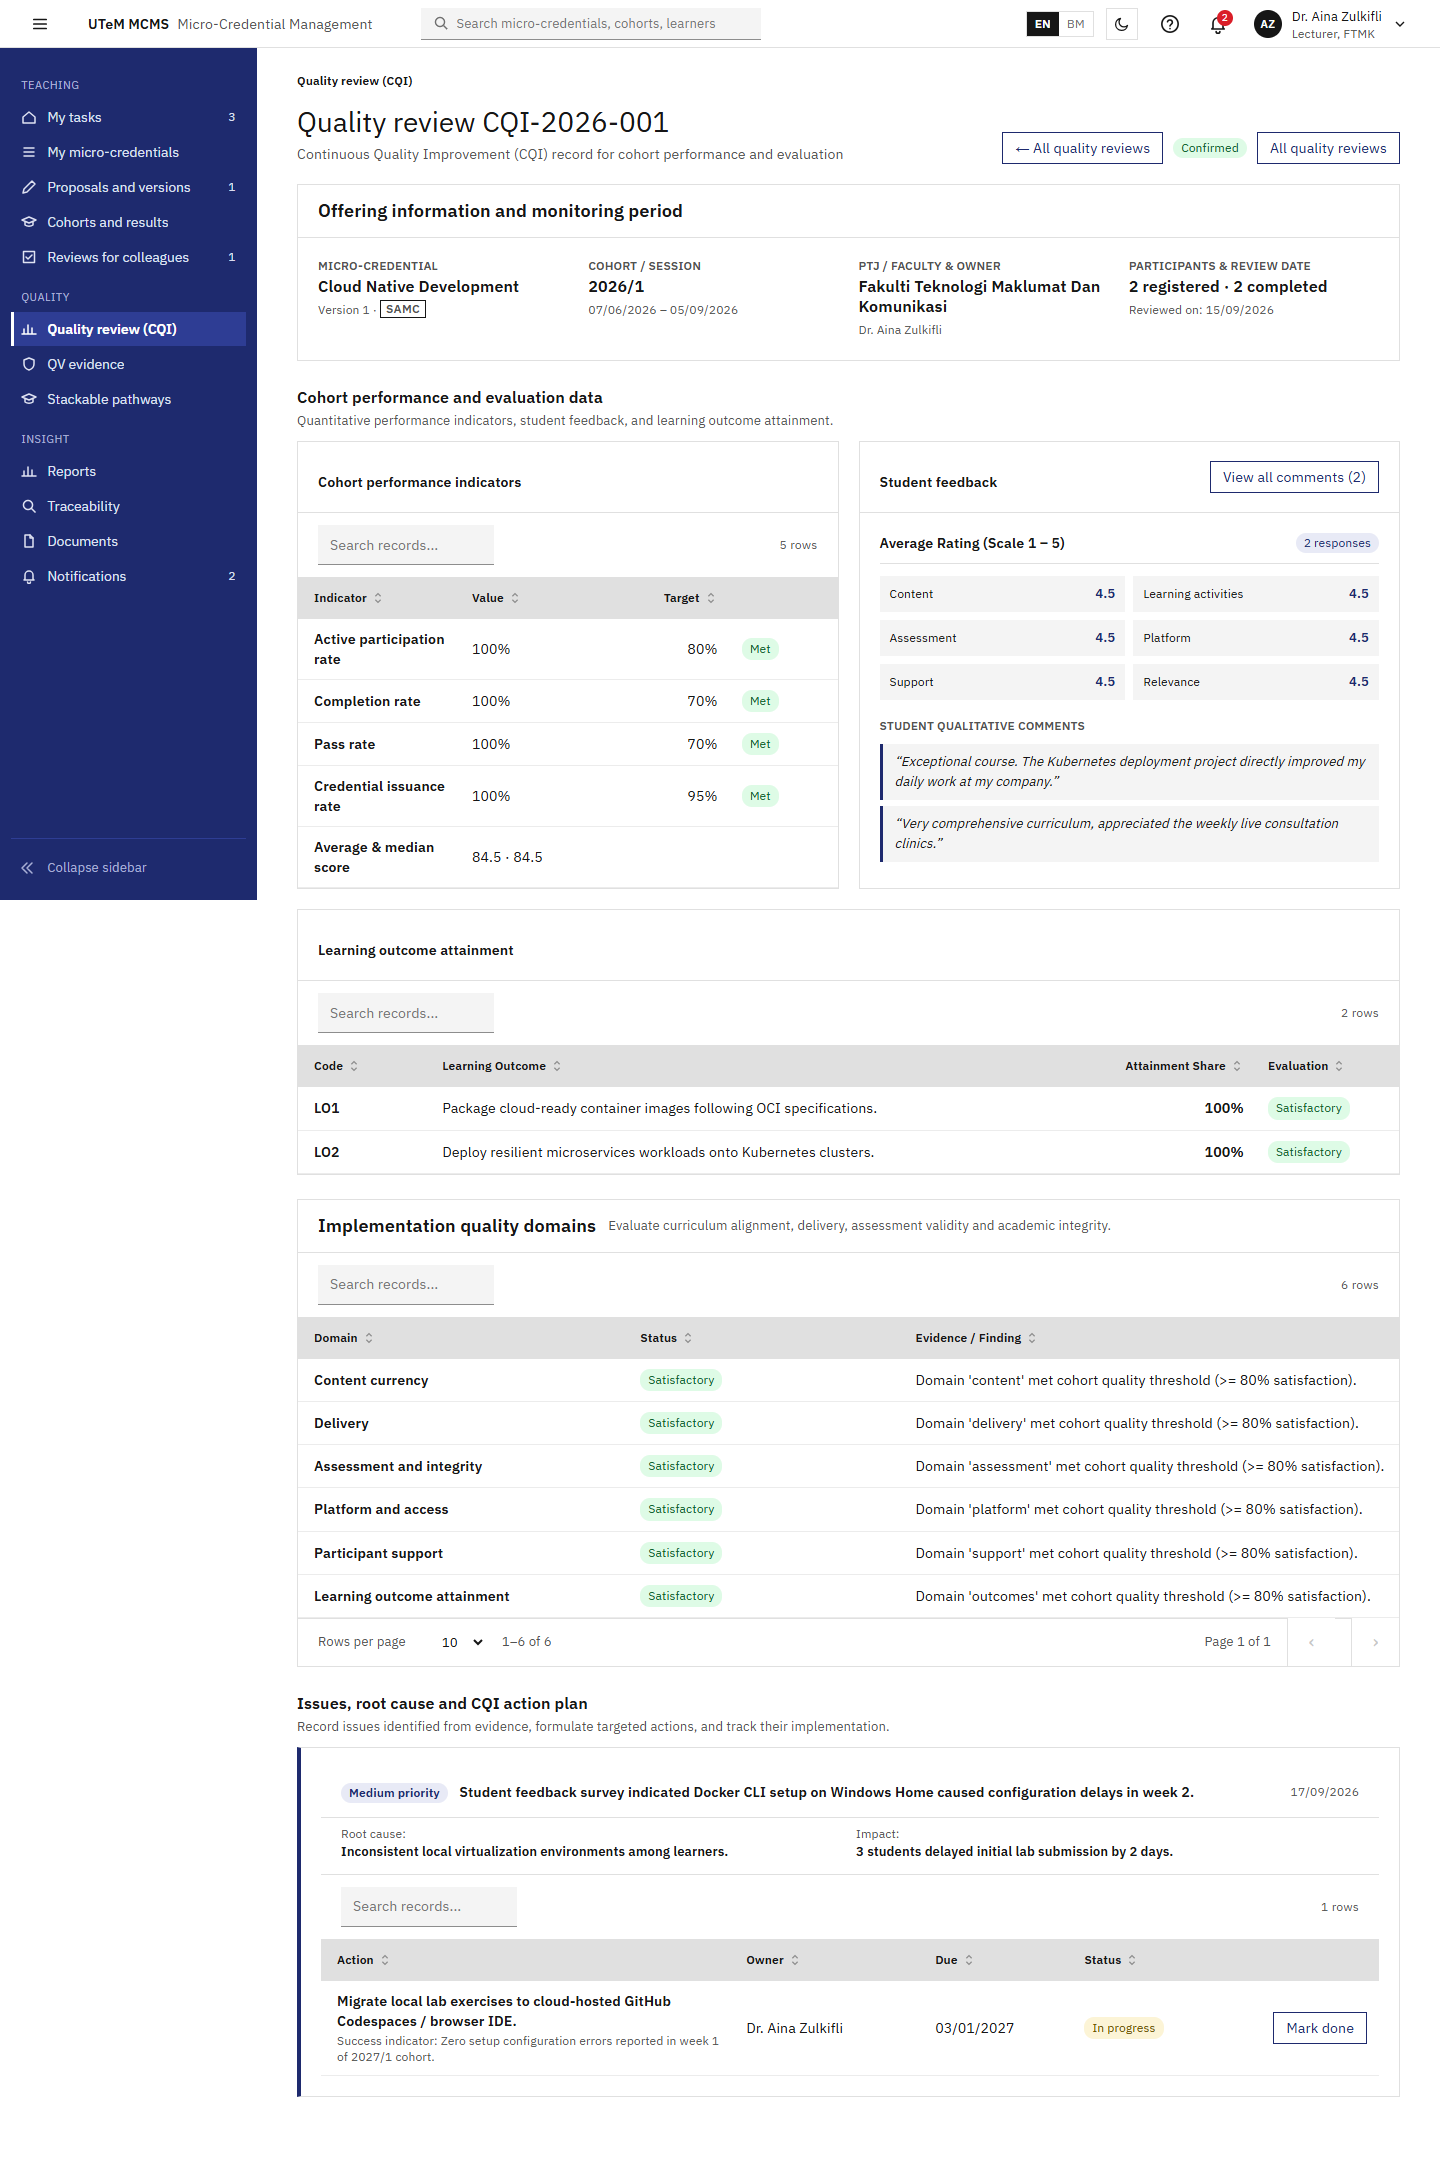 UTeM MCMS Micro-Credential Management
Search micro-credentials, cohorts, learners
EN BM
2
AZ
Dr. Aina Zulkifli
Lecturer, FTMK
TEACHING
My tasks 3
My micro-credentials
Proposals and versions 1
Cohorts and results
Reviews for colleagues 1
QUALITY
Quality review (CQI)
QV evidence
Stackable pathways
INSIGHT
Reports
Traceability
Documents
Notifications 2
Collapse sidebar
Quality review (CQI)
Quality review CQI-2026-001
Continuous Quality Improvement (CQI) record for cohort performance and evaluation
← All quality reviews Confirmed All quality reviews
Offering information and monitoring period
MICRO-CREDENTIAL
Cloud Native Development
Version 1 · SAMC
COHORT / SESSION
2026/1
07/06/2026 – 05/09/2026
PTJ / FACULTY & OWNER
Fakulti Teknologi Maklumat Dan
Komunikasi
Dr. Aina Zulkifli
PARTICIPANTS & REVIEW DATE
2 registered · 2 completed
Reviewed on: 15/09/2026
Cohort performance and evaluation data
Quantitative performance indicators, student feedback, and learning outcome attainment.
Cohort performance indicators
Search records... 5 rows
Indicator Value Target
Active participation
rate
100% 80% Met
Completion rate 100% 70% Met
Pass rate 100% 70% Met
Credential issuance
rate
100% 95% Met
Average & median
score
84.5 · 84.5
Student feedback
View all comments (2)
Average Rating (Scale 1 – 5) 2 responses
Content 4.5 Learning activities 4.5
Assessment 4.5 Platform 4.5
Support 4.5 Relevance 4.5
STUDENT QUALITATIVE COMMENTS
“Exceptional course. The Kubernetes deployment project directly improved my
daily work at my company.”
“Very comprehensive curriculum, appreciated the weekly live consultation
clinics.”
Learning outcome attainment
Search records... 2 rows
Code Learning Outcome Attainment Share Evaluation
LO1 Package cloud-ready container images following OCI specifications. 100% Satisfactory
LO2 Deploy resilient microservices workloads onto Kubernetes clusters. 100% Satisfactory
Implementation quality domains Evaluate curriculum alignment, delivery, assessment validity and academic integrity.
Search records... 6 rows
Domain Status Evidence / Finding
Content currency Satisfactory Domain 'content' met cohort quality threshold (>= 80% satisfaction).
Delivery Satisfactory Domain 'delivery' met cohort quality threshold (>= 80% satisfaction).
Assessment and integrity Satisfactory Domain 'assessment' met cohort quality threshold (>= 80% satisfaction).
Platform and access Satisfactory Domain 'platform' met cohort quality threshold (>= 80% satisfaction).
Participant support Satisfactory Domain 'support' met cohort quality threshold (>= 80% satisfaction).
Learning outcome attainment Satisfactory Domain 'outcomes' met cohort quality threshold (>= 80% satisfaction).
Rows per page 10 1–6 of 6 Page 1 of 1 ‹ ›
Issues, root cause and CQI action plan
Record issues identified from evidence, formulate targeted actions, and track their implementation.
Medium priority Student feedback survey indicated Docker CLI setup on Windows Home caused configuration delays in week 2. 17/09/2026
Root cause:
Inconsistent local virtualization environments among learners.
Impact:
3 students delayed initial lab submission by 2 days.
Search records... 1 rows
Action Owner Due Status
Migrate local lab exercises to cloud-hosted GitHub
Codespaces / browser IDE.
Success indicator: Zero setup configuration errors reported in week 1
of 2027/1 cohort.
Dr. Aina Zulkifli 03/01/2027 In progress Mark done